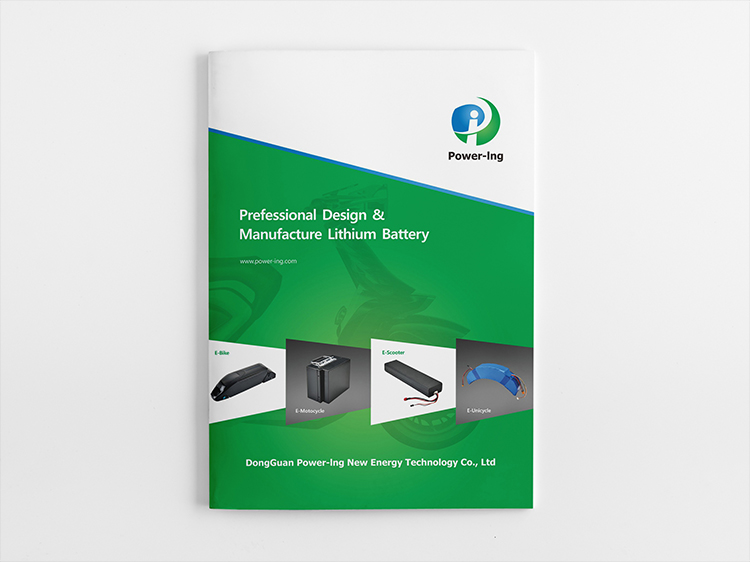 Power-Ing
Prefessional Design &
Manufacture Lithium Battery
www.power-ing.com
E-Bike
E-Motocycle
E-Scooter
E-Unicycle
DongGuan Power-Ing New Energy Technology Co., Ltd